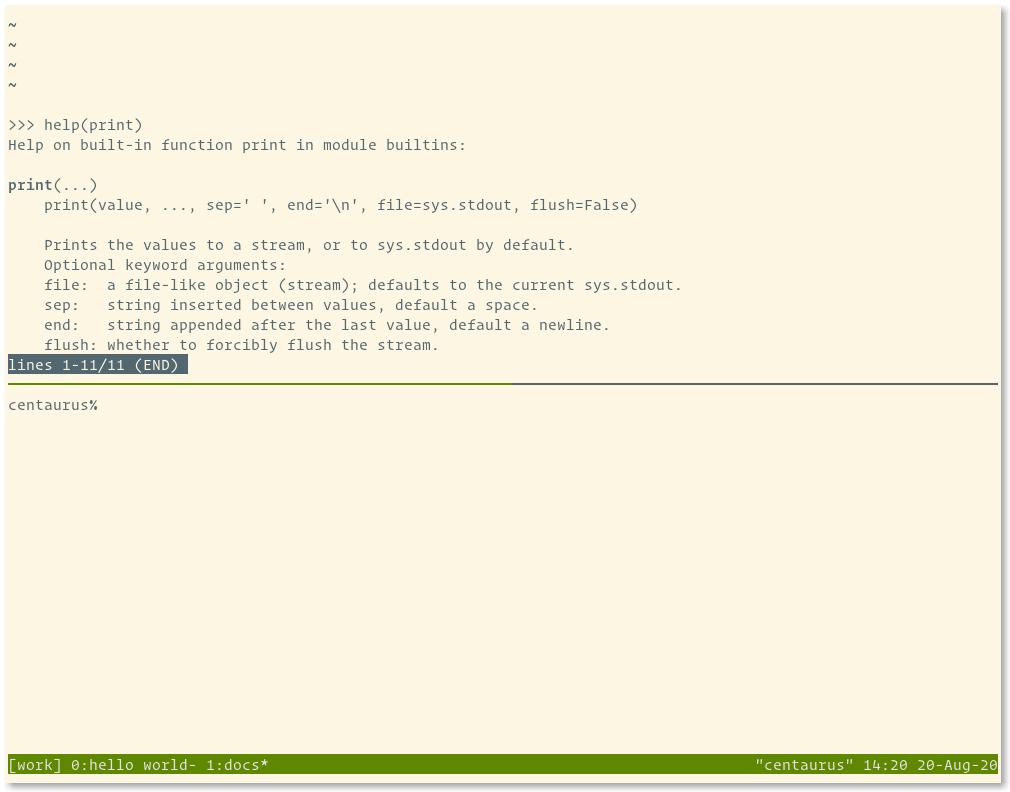 ~
~
~
~
>>> help(print)
Help on built-in function print in module builtins:
print(...)
    print(value, ..., sep=' ', end='\n', file=sys.stdout, flush=False)
    Prints the values to a stream, or to sys.stdout by default.
    Optional keyword arguments:
    file:  a file-like object (stream); defaults to the current sys.stdout.
    sep:   string inserted between values, default a space.
    end:   string appended after the last value, default a newline.
    flush: whether to forcibly flush the stream.
lines 1-11/11 (END)
centaurus%
[work] 0:hello world- 1:docs* "centaurus" 14:20 20-Aug-20